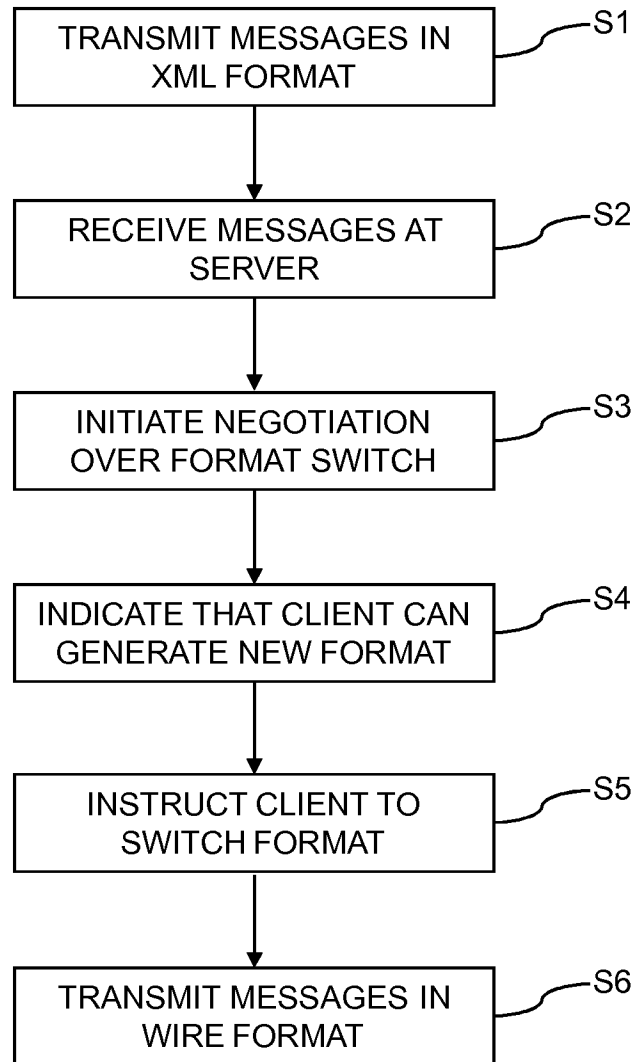 TRANSMIT MESSAGES IN
XML FORMAT
S1
RECEIVE MESSAGES AT
SERVER
S2
INITIATE NEGOTIATION
OVER FORMAT SWITCH
S3
INDICATE THAT CLIENT CAN
GENERATE NEW FORMAT
S4
INSTRUCT CLIENT TO
SWITCH FORMAT
S5
TRANSMIT MESSAGES IN
WIRE FORMAT
S6